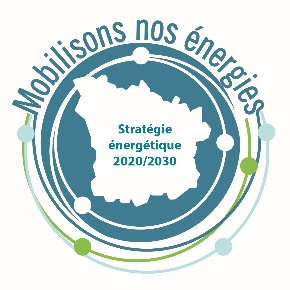 Mobilisons nos énergies
Stratégie
énergétique
2020/2030